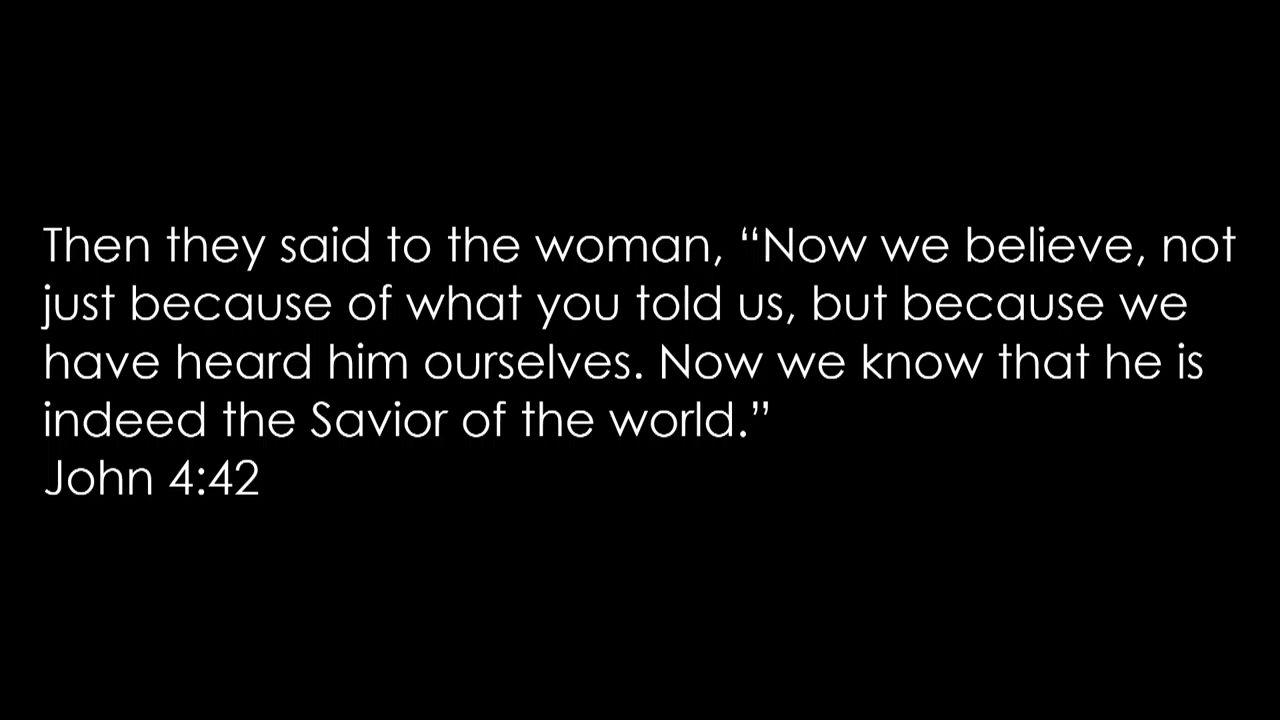 Then they said to the woman, “Now we believe, not
just because of what you told us, but because we
have heard him ourselves. Now we know that he is
indeed the Savior of the world.”
John 4:42